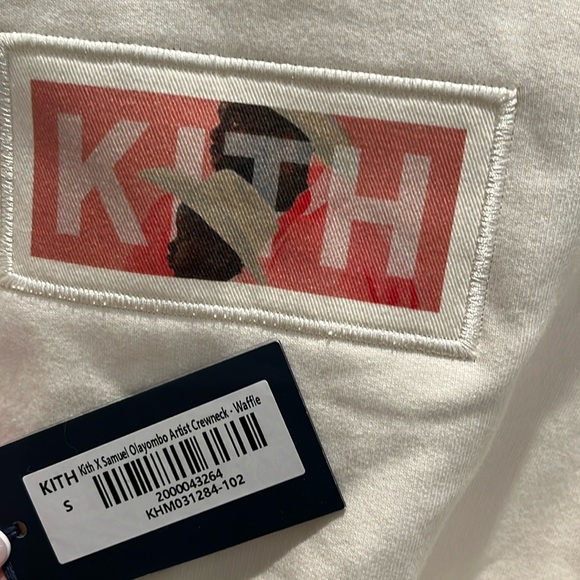 KITH
KITH Kith X Samuel Olayombo Artist Crewneck - Waffle
S
2000043264
KHM031284-102